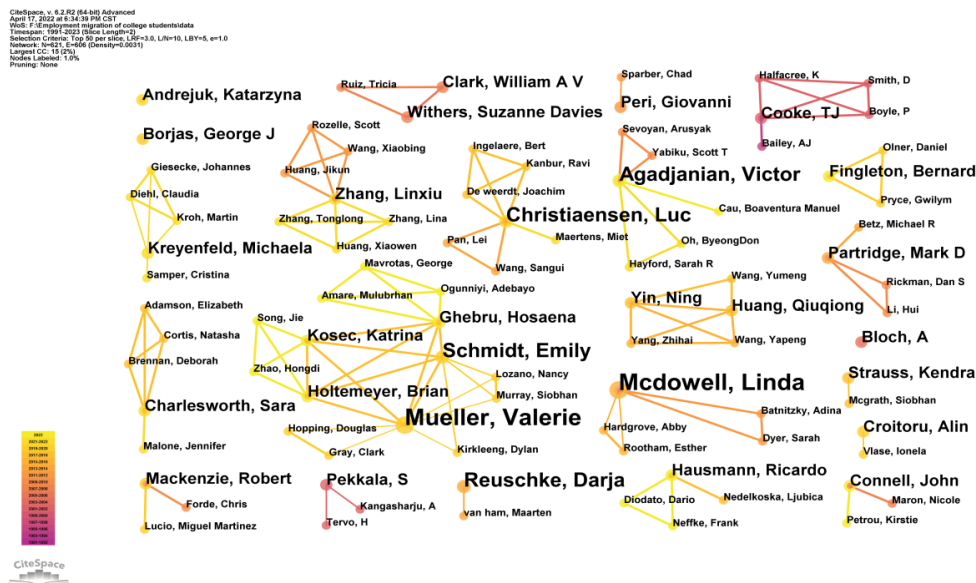 CiteSpace, v. 6.2.R2 (64-bit) Advanced
April 17, 2022 at 6:34:39 PM CST
WoS: F:\Employment migration of college students\data
Timespan: 1991-2023 (Slice Length=2)
Selection Criteria: Top 50 per slice, LRF=3.0, L/N=10, LBY=5, e=1.0
Network: N=621, E=606 (Density=0.0031)
Largest CC: 15 (2%)
Nodes Labeled: 1.0%
Pruning: None
Andrejuk, Katarzyna
Borjas, George J
Ruiz, Tricia
Clark, William A V
Withers, Suzanne Davies
Sparber, Chad
Peri, Giovanni
Halfacree, K
Smith, D
Cooke, TJ
Boyle, P
Bailey, AJ
Rozelle, Scott
Wang, Xiaobing
Huang, Jikun
Zhang, Linxiu
Zhang, Tonglong
Zhang, Lina
Huang, Xiaowen
Ingelaere, Bert
Kanbur, Ravi
De weerdt, Joachim
Christiaensen, Luc
Pan, Lei
Maertens, Miet
Wang, Sangui
Sevoyan, Arusyak
Yabiku, Scott T
Agadjanian, Victor
Cau, Boaventura Manuel
Oh, ByeongDon
Hayford, Sarah R
Olner, Daniel
Fingleton, Bernard
Pryce, Gwilym
Giesecke, Johannes
Diehl, Claudia
Kroh, Martin
Kreyenfeld, Michaela
Samper, Cristina
Betz, Michael R
Partridge, Mark D
Rickman, Dan S
Li, Hui
Mavrotas, George
Amare, Mulubrhan
Ogunniyi, Adebayo
Ghebru, Hosaena
Song, Jie
Kosec, Katrina
Zhao, Hongdi
Schmidt, Emily
Holtemeyer, Brian
Lozano, Nancy
Murray, Siobhan
Mueller, Valerie
Hopping, Douglas
Gray, Clark
Kirkleeng, Dylan
Wang, Yumeng
Yin, Ning
Huang, Qiuqiong
Yang, Zhihai
Wang, Yapeng
Bloch, A
Adamson, Elizabeth
Cortis, Natasha
Brennan, Deborah
Charlesworth, Sara
Malone, Jennifer
Mcdowell, Linda
Batnitzky, Adina
Hardgrove, Abby
Dyer, Sarah
Rootham, Esther
Strauss, Kendra
Mcgrath, Siobhan
Croitoru, Alin
Vlase, Ionela
Mackenzie, Robert
Forde, Chris
Lucio, Miguel Martinez
Pekkala, S
Kangasharju, A
Tervo, H
Reuschke, Darja
van ham, Maarten
Hausmann, Ricardo
Diodato, Dario
Nedelkoska, Ljubica
Neffke, Frank
Connell, John
Maron, Nicole
Petrou, Kirstie
CiteSpace